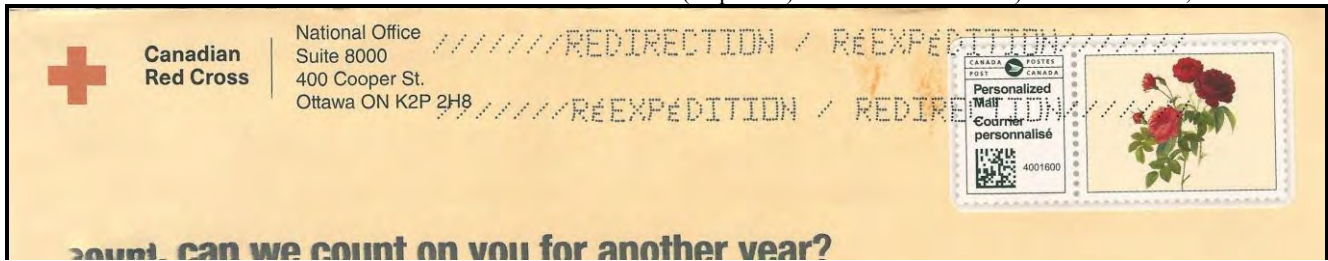 Canadian
Red Cross
National Office
Suite 8000
400 Cooper St.
Ottawa ON K2P 2H8
///////REDIRECTION / RÉEXPÉDITION///////
///////RÉEXPÉDITION / REDIRECTION///////
CANADA POSTES
POST CANADA
Personalized
Mail
Courrier
personnalisé
4001600
can we count on you for another year?